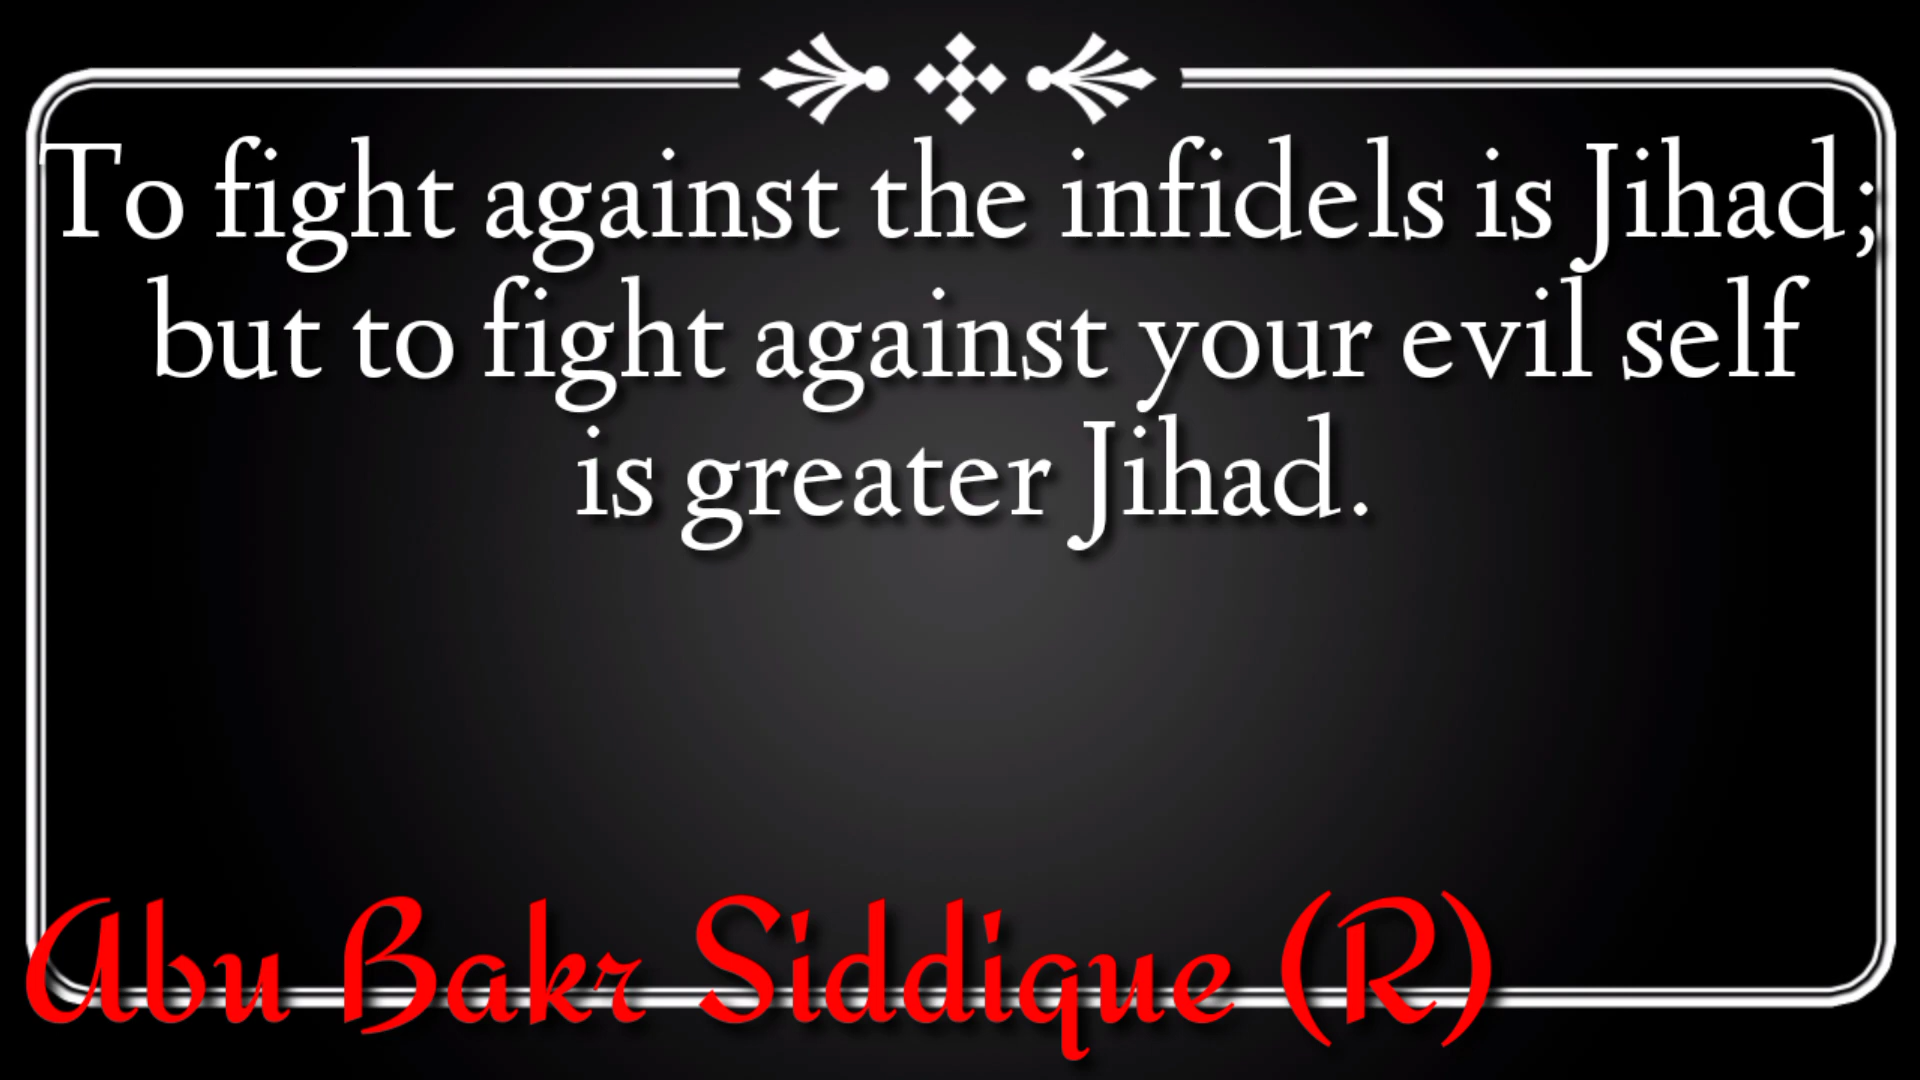 To fight against the infidels is Jihad;
but to fight against your evil self
is greater Jihad.
Abu Bakr Siddique (R)